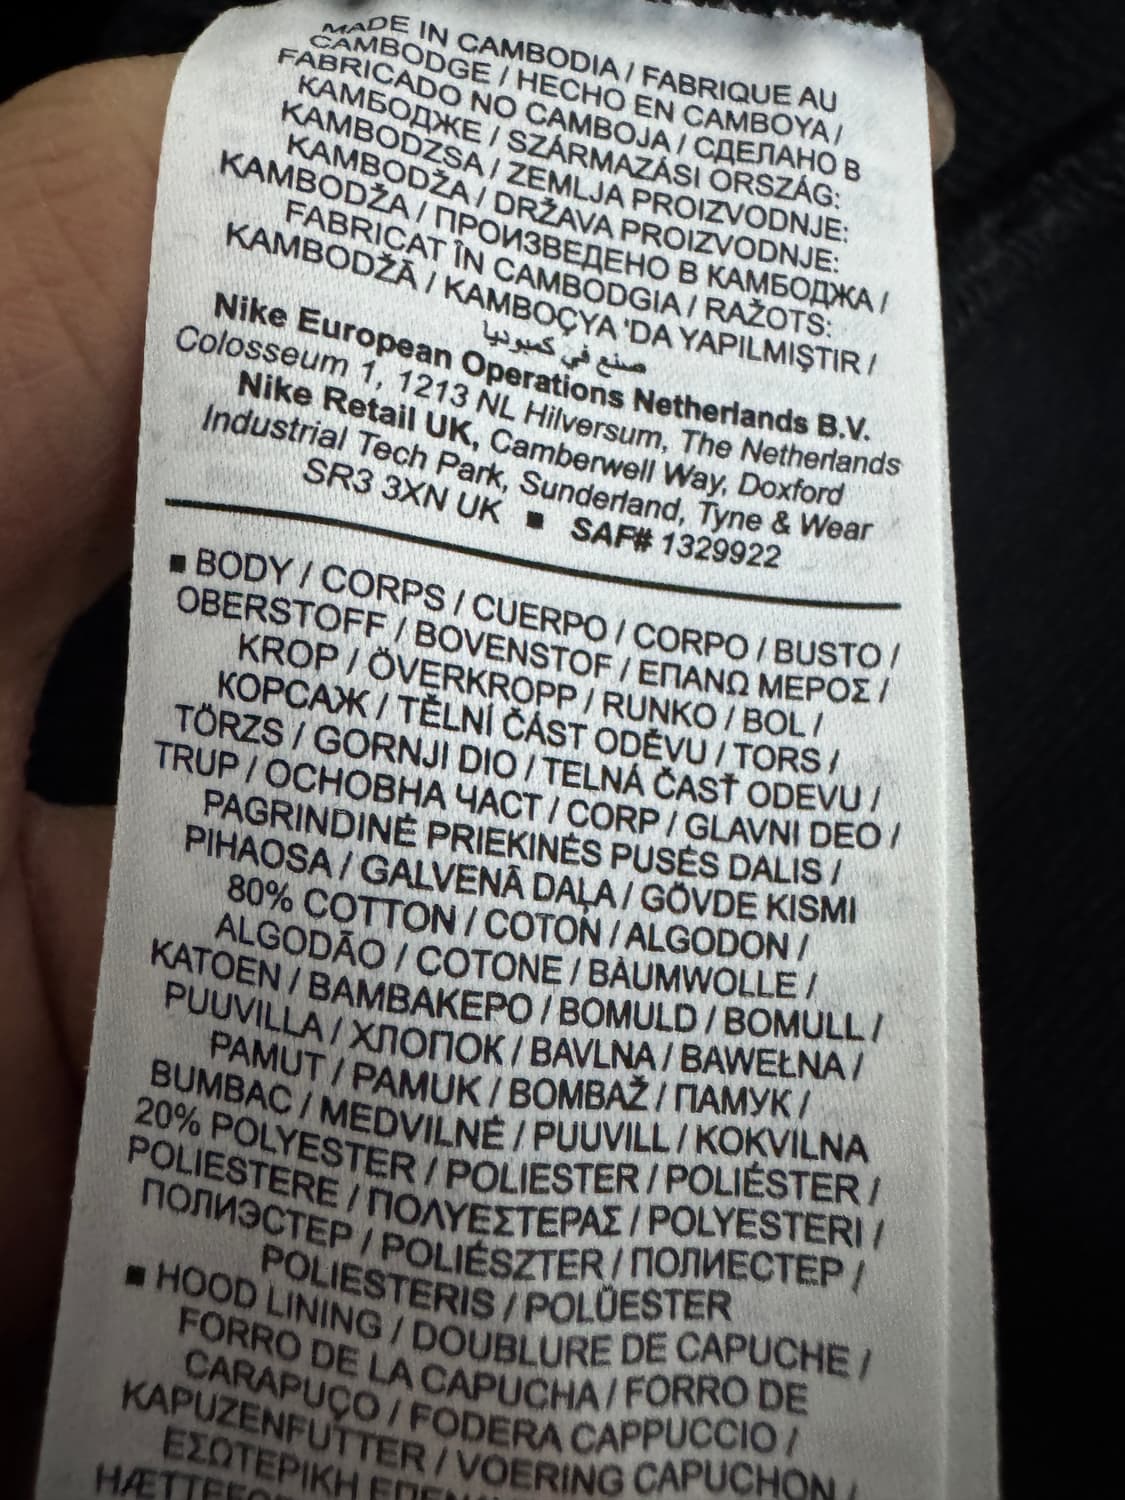 MADE IN CAMBODIA / FABRIQUE AU
CAMBODGE / HECHO EN CAMBOYA /
FABRICADO NO CAMBOJA / СДЕЛАНО В
КАМБОДЖЕ / SZÁRMAZÁSI ORSZÁG:
KAMBODZSA / ZEMLJA PROIZVODNJE:
KAMBODŽA / DRŽAVA PROIZVODNJE:
KAMBODŽA / ПРОИЗВЕДЕНО В КАМБОДЖА /
FABRICAT ÎN CAMBODGIA / RAŽOTS:
KAMBODŽĀ / KAMBOÇYA 'DA YAPILMIŞTIR /
صنع في كمبوديا
Nike European Operations Netherlands B.V.
Colosseum 1, 1213 NL Hilversum, The Netherlands
Nike Retail UK, Camberwell Way, Doxford
Industrial Tech Park, Sunderland, Tyne & Wear
SR3 3XN UK ■ SAF# 1329922
■ BODY / CORPS / CUERPO / CORPO / BUSTO /
OBERSTOFF / BOVENSTOF / ΕΠΑΝΩ ΜΕΡΟΣ /
KROP / ÖVERKROPP / RUNKO / BOL /
КОРСАЖ / TĚLNÍ ČÁST ODĚVU / TORS /
TÖRZS / GORNJI DIO / TELNÁ ČASŤ ODEVU /
TRUP / ОСНОВНА ЧАСТ / CORP / GLAVNI DEO /
PAGRINDINĖ PRIEKINĖS PUSĖS DALIS /
PIHAOSA / GALVENĀ DAĻA / GÖVDE KISMI
80% COTTON / COTON / ALGODON /
ALGODÃO / COTONE / BAUMWOLLE /
KATOEN / ΒΑΜΒΑΚΕΡΟ / BOMULD / BOMULL /
PUUVILLA / ХЛОПОК / BAVLNA / BAWEŁNA /
PAMUT / PAMUK / BOMBAŽ / ПАМУК /
BUMBAC / MEDVILNĖ / PUUVILL / KOKVILNA
20% POLYESTER / POLIESTER / POLIÉSTER /
POLIESTERE / ΠΟΛΥΕΣΤΕΡΑΣ / POLYESTERI /
ПОЛИЭСТЕР / POLIÉSZTER / ПОЛИЕСТЕР /
POLIESTERIS / POLÜESTER
■ HOOD LINING / DOUBLURE DE CAPUCHE /
FORRO DE LA CAPUCHA / FORRO DE
CARAPUÇO / FODERA CAPPUCCIO /
KAPUZENFUTTER / VOERING CAPUCHON /
ΕΣΩΤΕΡΙΚΗ